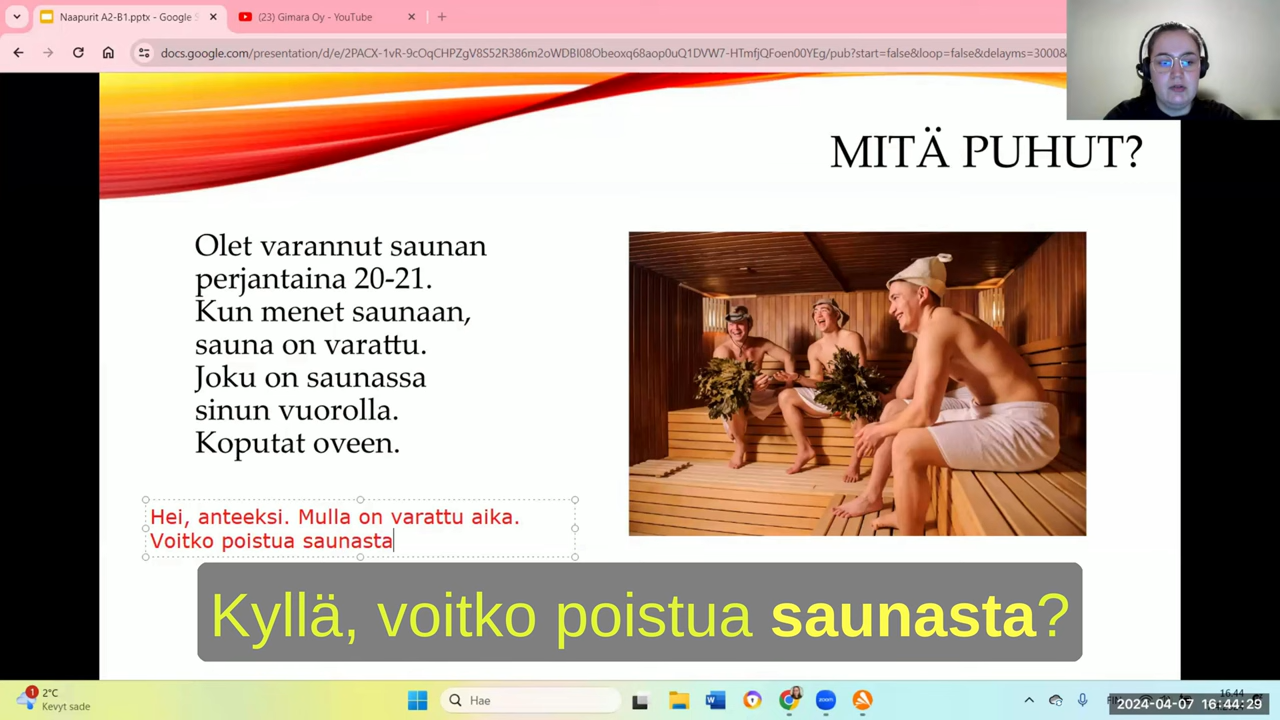 Naapurit A2-B1.pptx - Google S
(23) Gimara Oy - YouTube
docs.google.com/presentation/d/e/2PACX-1vR-9cOqCHPZgV8S52R386m2oWDBI08Obeoxq68aop0uQ1DVW7-HTmfjQFoen00YEg/pub?start=false&loop=false&delayms=3000&
MITÄ PUHUT?
Olet varannut saunan
perjantaina 20-21.
Kun menet saunaan,
sauna on varattu.
Joku on saunassa
sinun vuorolla.
Koputat oveen.
Hei, anteeksi. Mulla on varattu aika.
Voitko poistua saunasta
Kyllä, voitko poistua saunasta?
1
2°C
Kevyt sade
Hae
16.44
2024-04-07 16:44:29